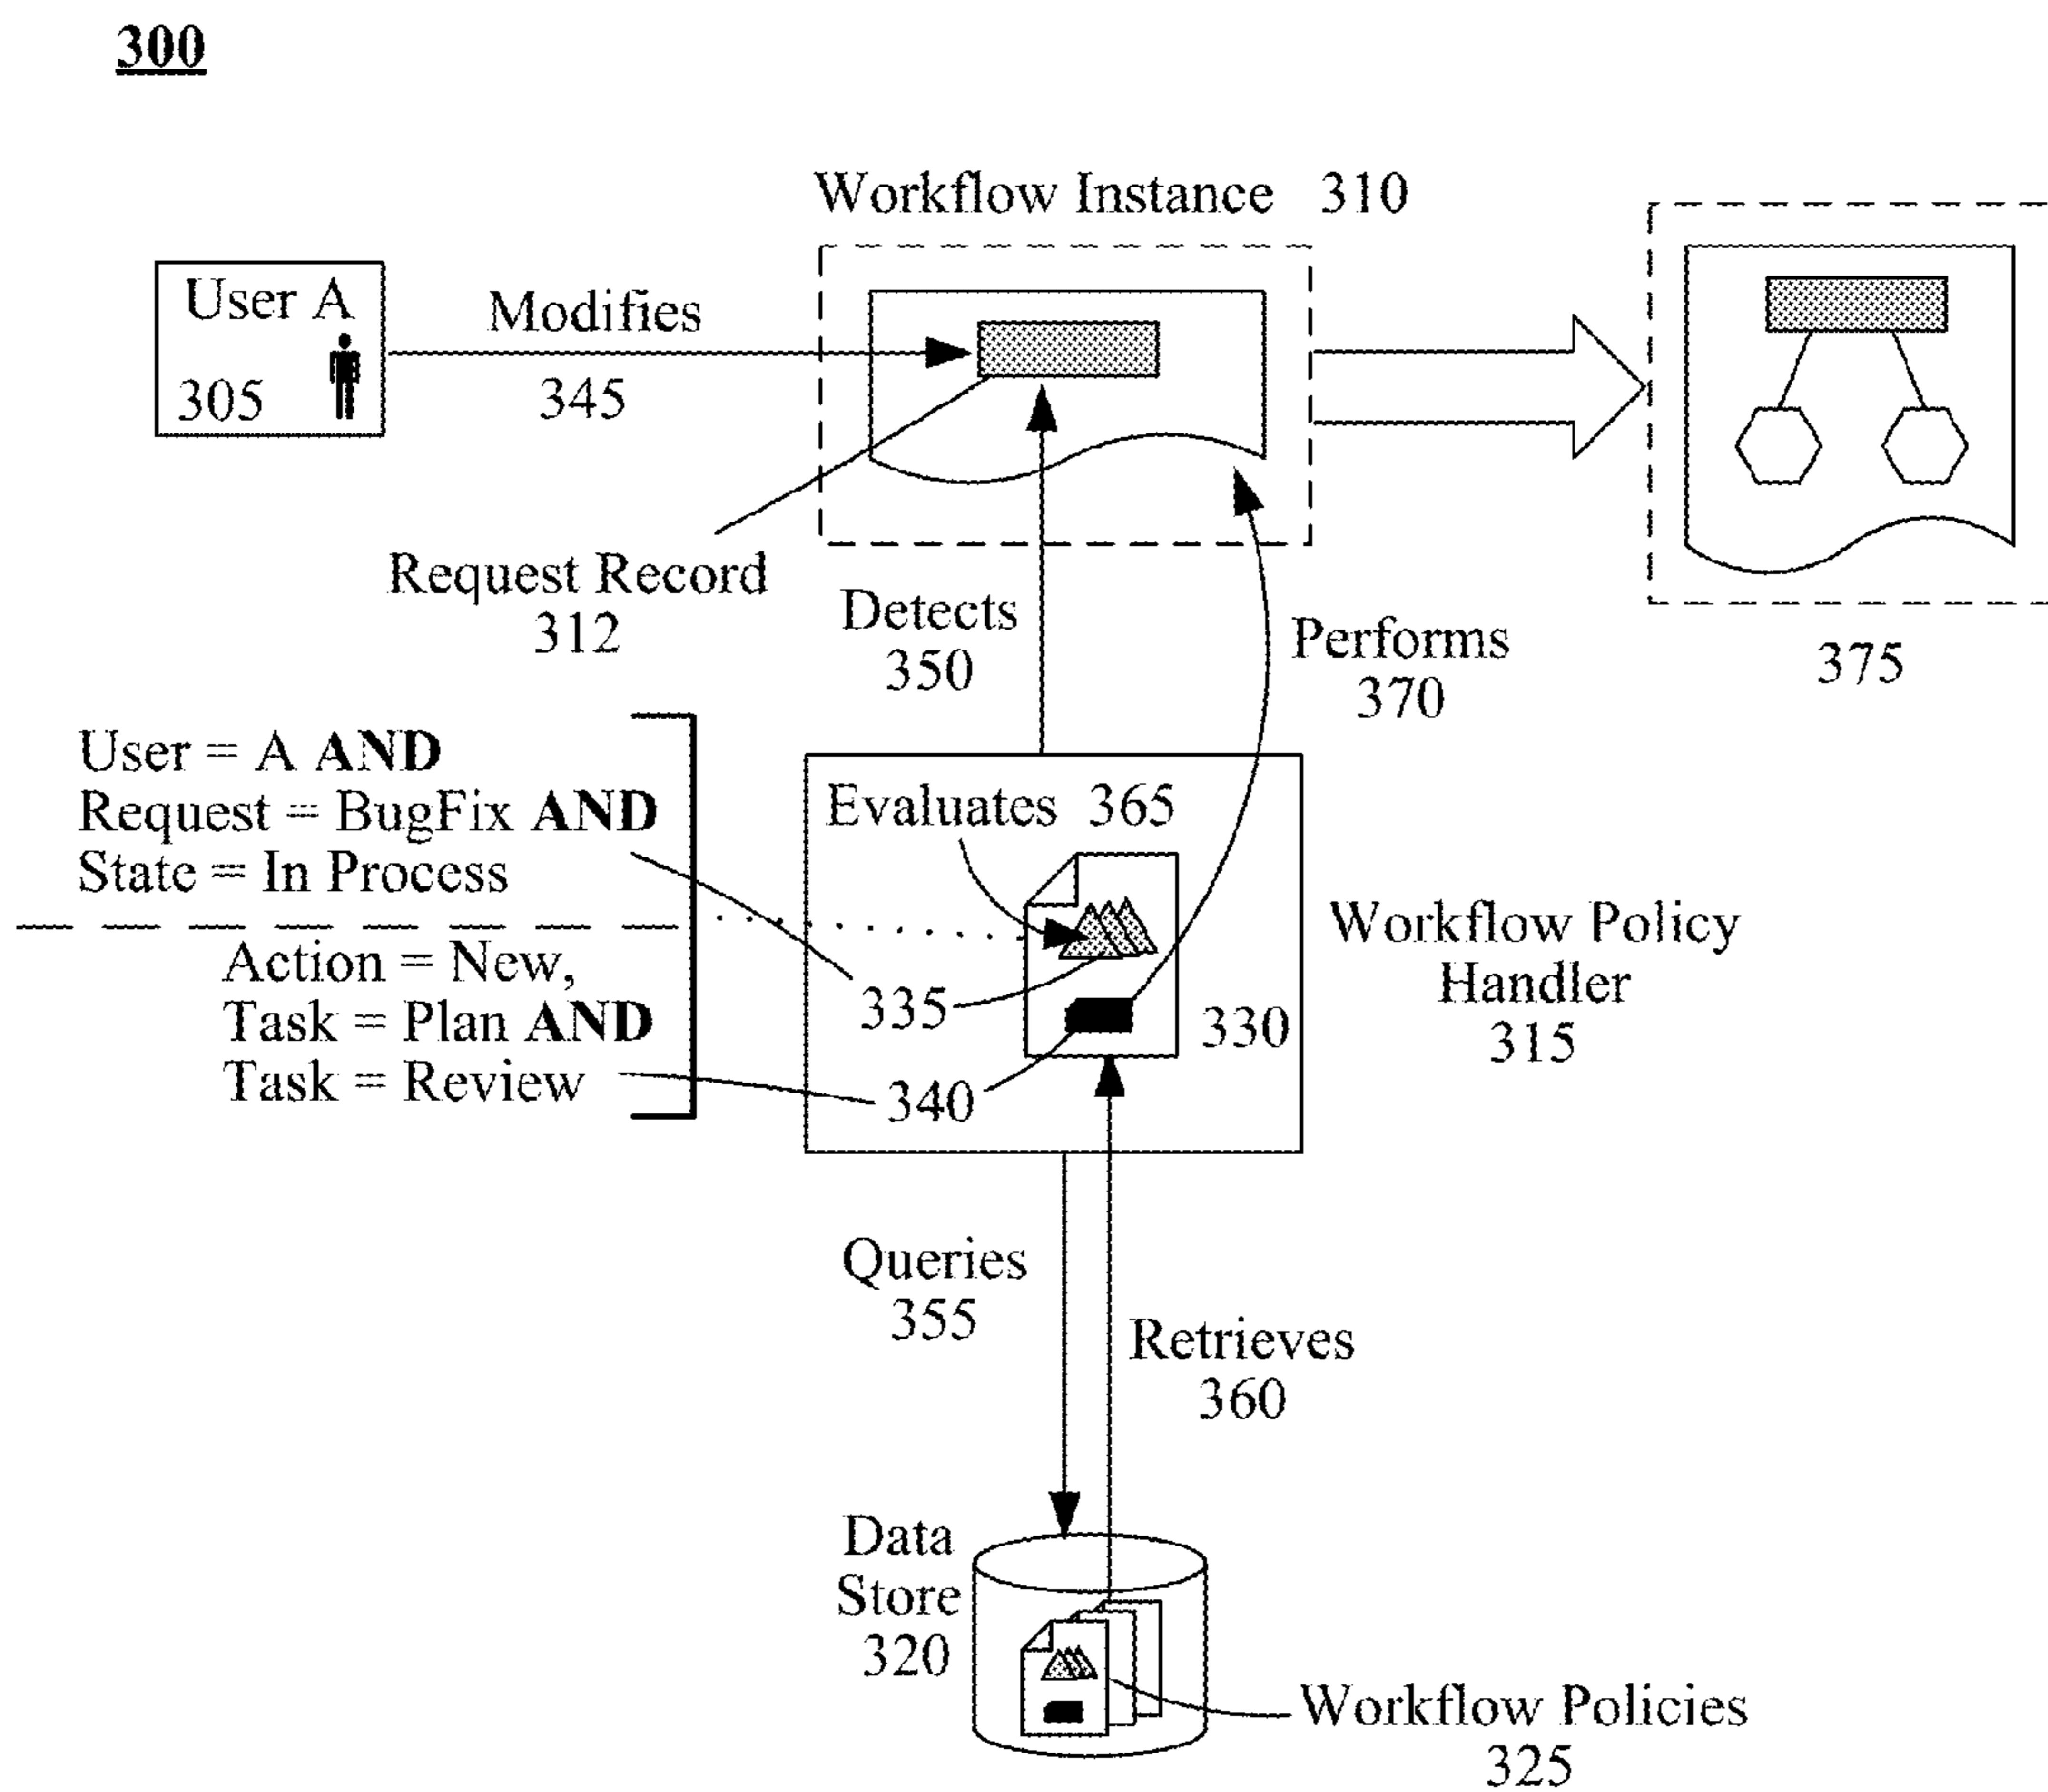 300
Workflow Instance 310
User A
305
Modifies
345
Request Record
312
Detects
350
Performs
370
375
User = A AND
Request = BugFix AND
State = In Process
Action = New,
Task = Plan AND
Task = Review
Evaluates 365
335
330
340
Workflow Policy
Handler
315
Queries
355
Retrieves
360
Data
Store
320
Workflow Policies
325